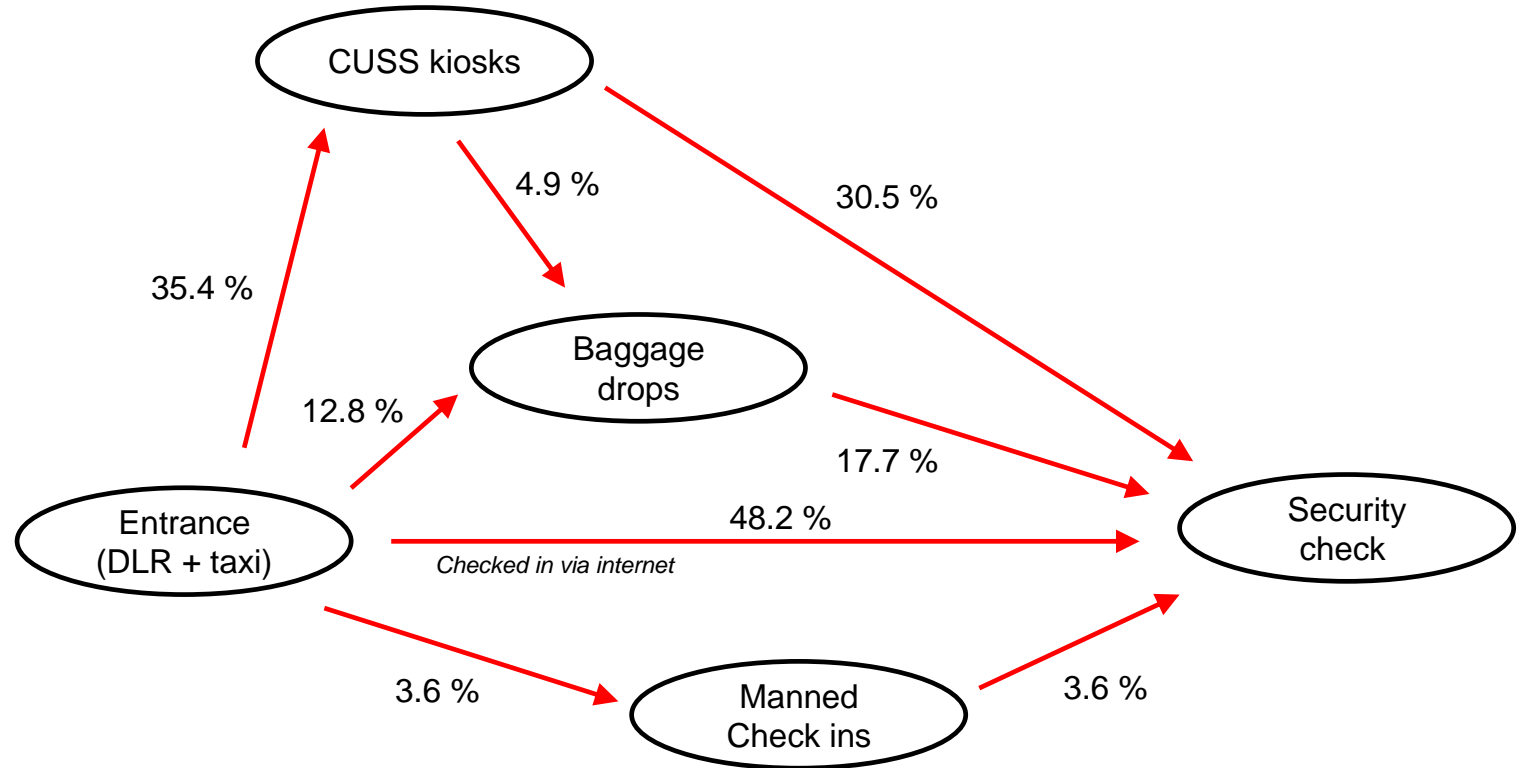 CUSS kiosks
4.9 %
30.5 %
35.4 %
Baggage
drops
12.8 %
17.7 %
48.2 %
Entrance
(DLR + taxi)
Checked in via internet
Security
check
3.6 %
Manned
Check ins
3.6 %